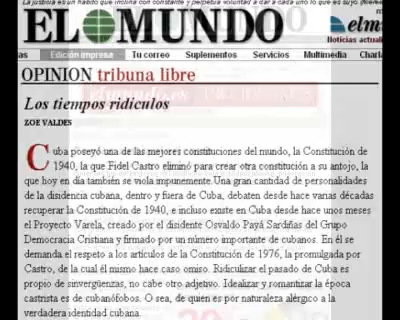 La justicia es un hábito que inclina con constante y perpetua voluntad a dar a cada uno lo que es suyo.
EL MUNDO
elm
Noticias actuali
as Edición impresa Tu correo Suplementos Servicios Multimedia Charla
OPINION tribuna libre
Los tiempos ridiculos
ZOE VALDES
Cuba poseyó una de las mejores constituciones del mundo, la Constitución de
1940, la que Fidel Castro eliminó para crear otra constitución a su antojo, la
que hoy en día también se viola impunemente.Una gran cantidad de personalidades
de la disidencia cubana, dentro y fuera de Cuba, debaten desde hace varias décadas
recuperar la Constitución de 1940, e incluso existe en Cuba desde hace unos meses
el Proyecto Varela, creado por el disidente Osvaldo Payá Sardiñas del Grupo
Democracia Cristiana y firmado por un número importante de cubanos. En él se
demanda el respeto a los artículos de la Constitución de 1976, la promulgada por
Castro, de la cual él mismo hace caso omiso. Ridiculizar el pasado de Cuba es
propio de sinvergüenzas, no cabe otro adjetivo. Idealizar y romantizar la época
castrista es de cubanófobos. O sea, de quien es por naturaleza alérgico a la
verdadera identidad cubana.